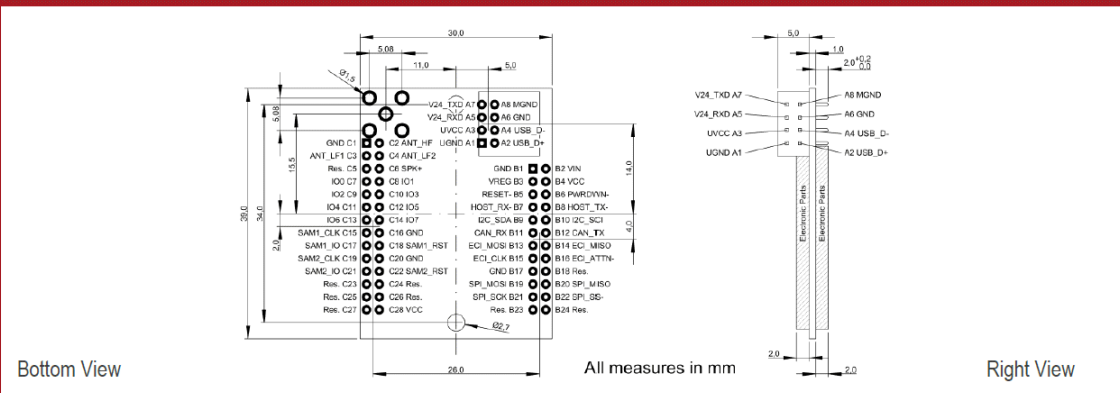 30,0
5.08
11,0
5,0
Ø1,5
5.08
39,0
34,0
15,5
2,0
14,0
4,0
V24_TXD A7 A8 MGND
V24_RXD A5 A6 GND
UVCC A3 A4 USB_D-
UGND A1 A2 USB_D+
GND C1 C2 ANT_HF
ANT_LF1 C3 C4 ANT_LF2
Res. C5 C6 SPK+
IO0 C7 C8 IO1
IO2 C9 C10 IO3
IO4 C11 C12 IO5
IO6 C13 C14 IO7
SAM1_CLK C15 C16 GND
SAM1_IO C17 C18 SAM1_RST
SAM2_CLK C19 C20 GND
SAM2_IO C21 C22 SAM2_RST
Res. C23 C24 Res.
Res. C25 C26 Res.
Res. C27 C28 VCC
GND B1 B2 VIN
VREG B3 B4 VCC
RESET- B5 B6 PWRDWN-
HOST_RX- B7 B8 HOST_TX-
I2C_SDA B9 B10 I2C_SCI
CAN_RX B11 B12 CAN_TX
ECI_MOSI B13 B14 ECI_MISO
ECI_CLK B15 B16 ECI_ATTN-
GND B17 B18 Res.
SPI_MOSI B19 B20 SPI_MISO
SPI_SCK B21 B22 SPI_SS-
Res. B23 B24 Res.
Ø2,7
26,0
5,0
1,0
2,0 +0,2 0,0
V24_TXD A7 A8 MGND
V24_RXD A5 A6 GND
UVCC A3 A4 USB_D-
UGND A1 A2 USB_D+
Electronic Parts
Electronic Parts
2,0
2,0
Bottom View
All measures in mm
Right View